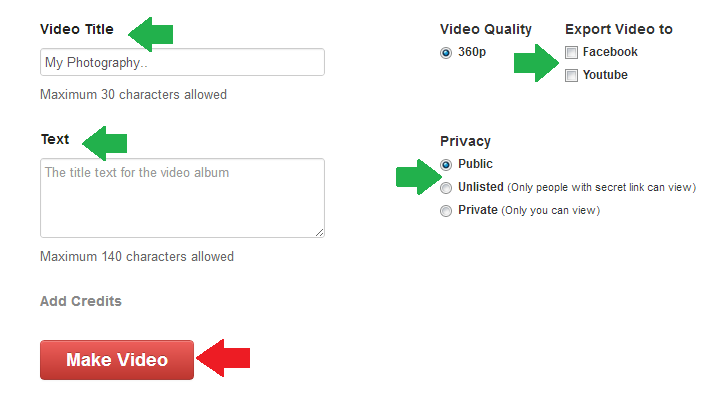 Video Title
My Photography..
Maximum 30 characters allowed
Text
The title text for the video album
Maximum 140 characters allowed
Add Credits
Make Video
Video Quality
360p
Export Video to
Facebook
Youtube
Privacy
Public
Unlisted (Only people with secret link can view)
Private (Only you can view)